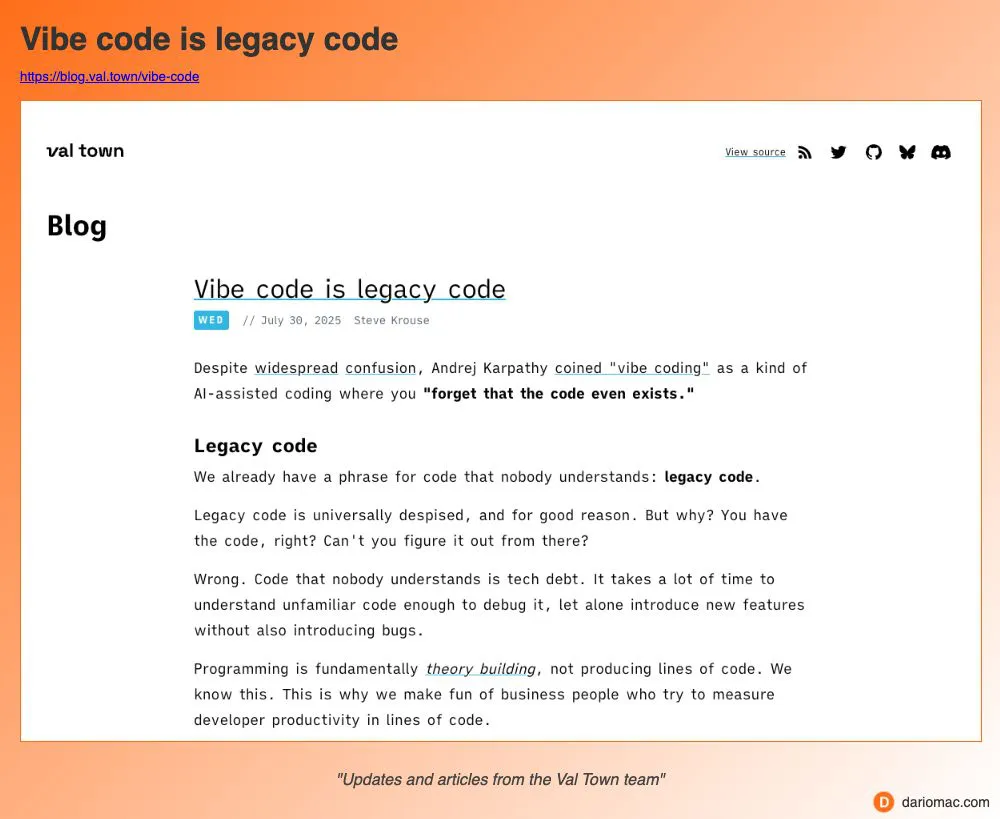 Vibe code is legacy code
https://blog.val.town/vibe-code
val town
View source
Blog
Vibe code is legacy code
WED // July 30, 2025 Steve Krouse
Despite widespread confusion, Andrej Karpathy coined "vibe coding" as a kind of
AI-assisted coding where you "forget that the code even exists."
Legacy code
We already have a phrase for code that nobody understands: legacy code.
Legacy code is universally despised, and for good reason. But why? You have
the code, right? Can't you figure it out from there?
Wrong. Code that nobody understands is tech debt. It takes a lot of time to
understand unfamiliar code enough to debug it, let alone introduce new features
without also introducing bugs.
Programming is fundamentally theory building, not producing lines of code. We
know this. This is why we make fun of business people who try to measure
developer productivity in lines of code.
"Updates and articles from the Val Town team"
D dariomac.com